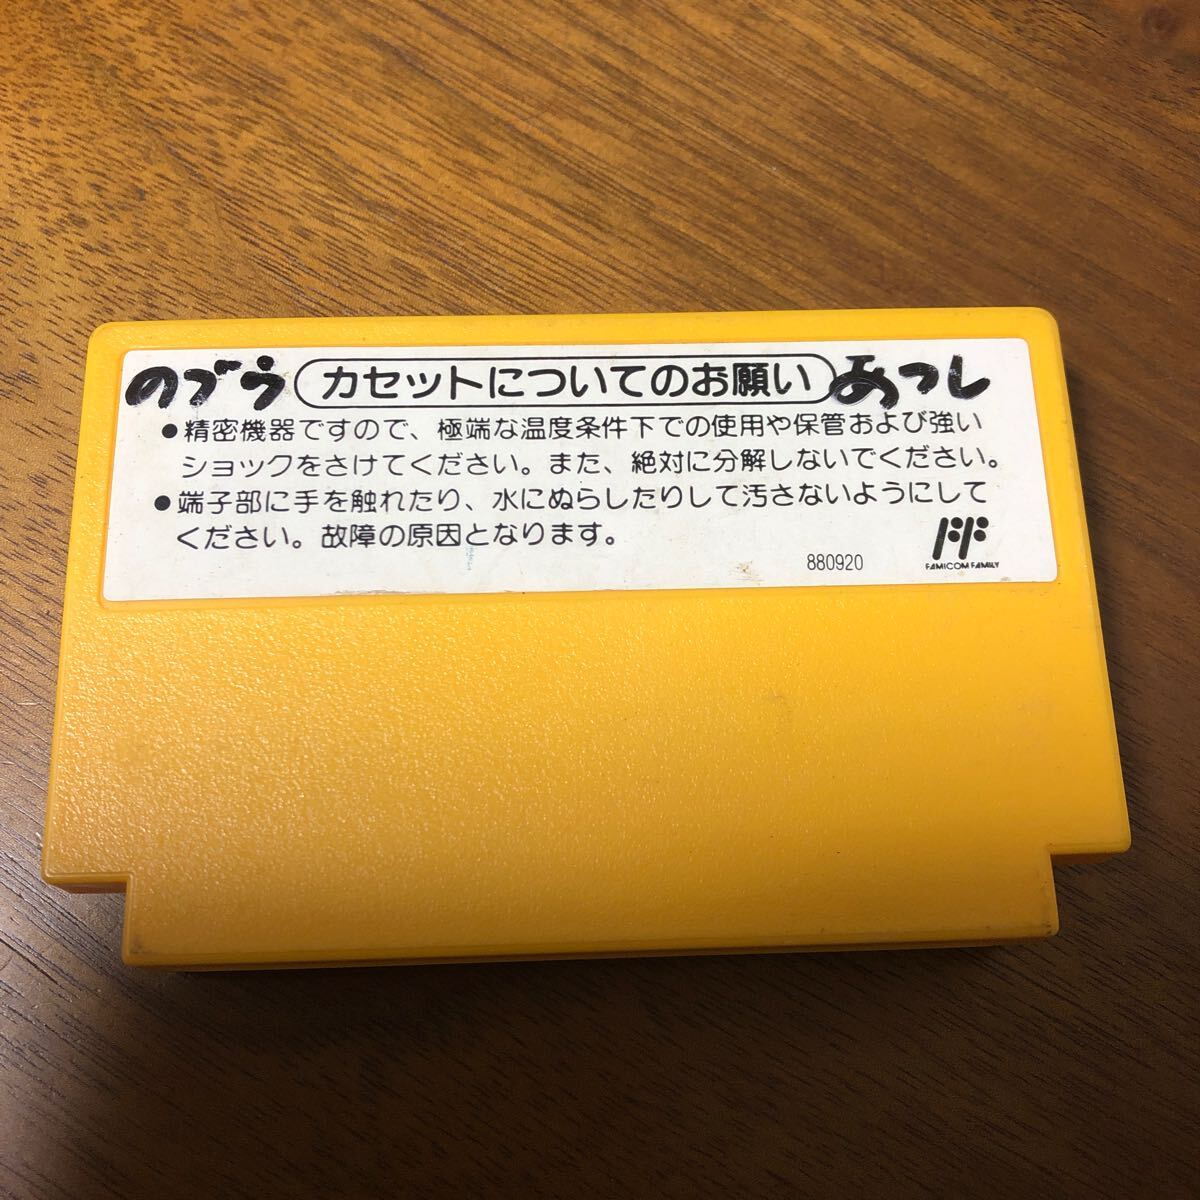 のブウ カセットについてのお願い あつし
●精密機器ですので、極端な温度条件下での使用や保管および強い
ショックをさけてください。また、絶対に分解しないでください。
●端子部に手を触れたり、水にぬらしたりして汚さないようにして
ください。故障の原因となります。
880920
FAMICOM FAMILY